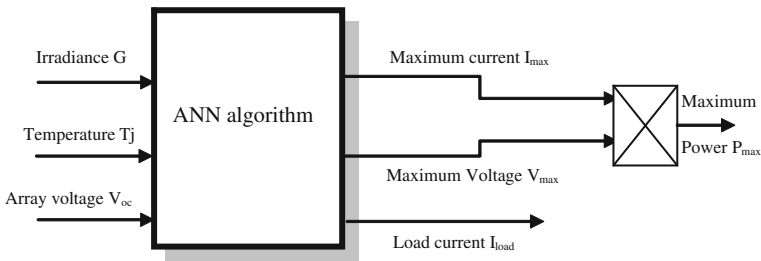 Irradiance G
Temperature Tj
Array voltage Voc
ANN algorithm
Maximum current Imax
Maximum Voltage Vmax
Load current Iload
Maximum
Power Pmax